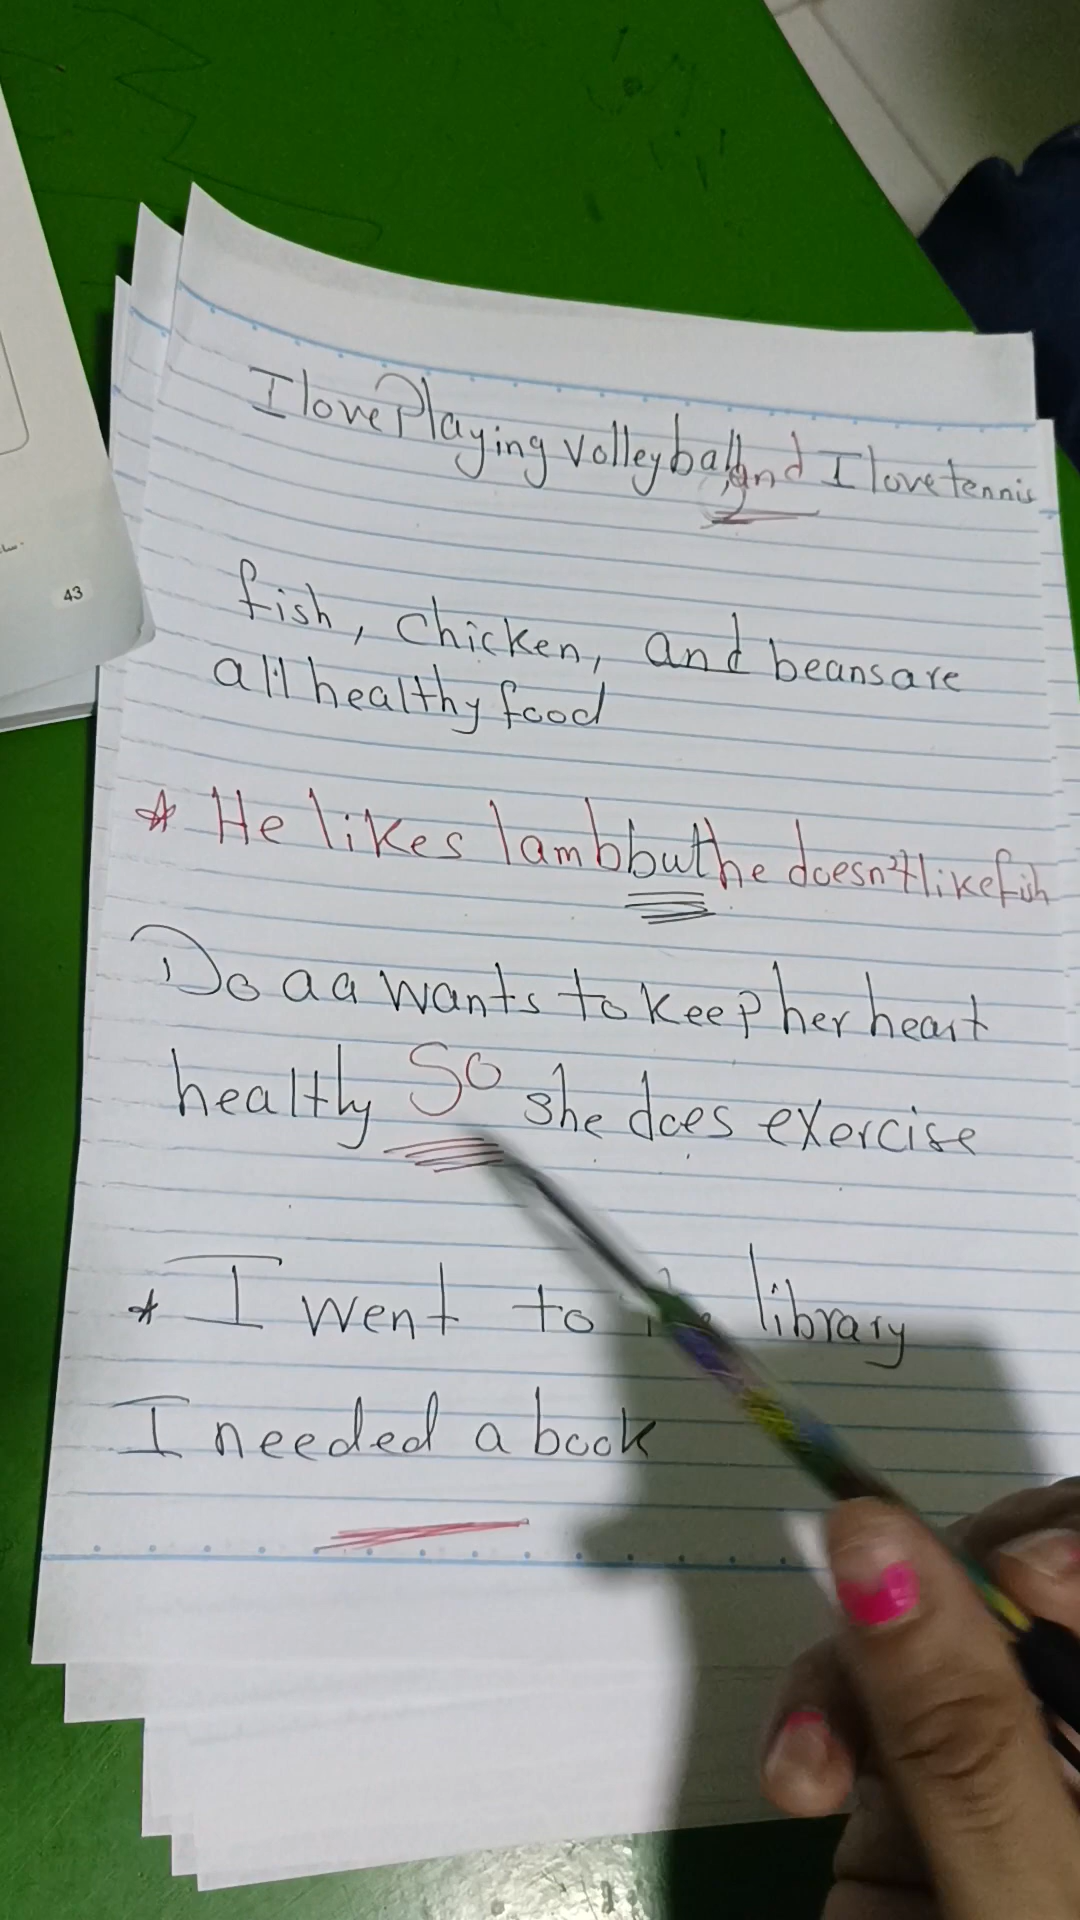 I love Playing volleyball, and I love tennis
fish, chicken, and beans are
all healthy food
* He likes lamb but he doesn't like fish
Doaa wants to keep her heart
healthy So she does exercise
* I went to library
I needed a book
43